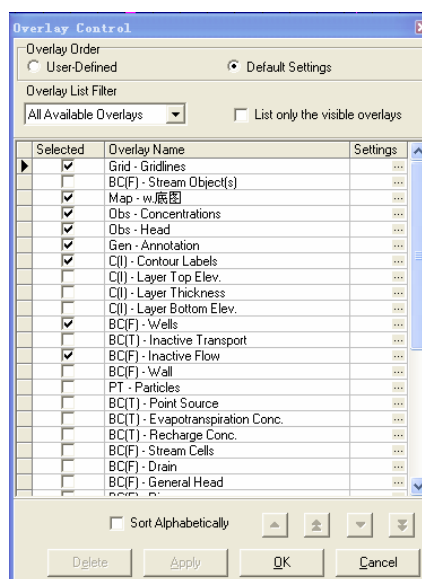 Overlay Control
Overlay Order
User-Defined
Default Settings
Overlay List Filter
All Available Overlays
List only the visible overlays
Selected Overlay Name Settings
Grid - Gridlines
BC(F) - Stream Object(s)
Map - w.底图
Obs - Concentrations
Obs - Head
Gen - Annotation
C(I) - Contour Labels
C(I) - Layer Top Elev.
C(I) - Layer Thickness
C(I) - Layer Bottom Elev.
BC(F) - Wells
BC(T) - Inactive Transport
BC(F) - Inactive Flow
BC(F) - Wall
PT - Particles
BC(T) - Point Source
BC(T) - Evapotranspiration Conc.
BC(T) - Recharge Conc.
BC(F) - Stream Cells
BC(F) - Drain
BC(F) - General Head
Sort Alphabetically
Delete Apply OK Cancel